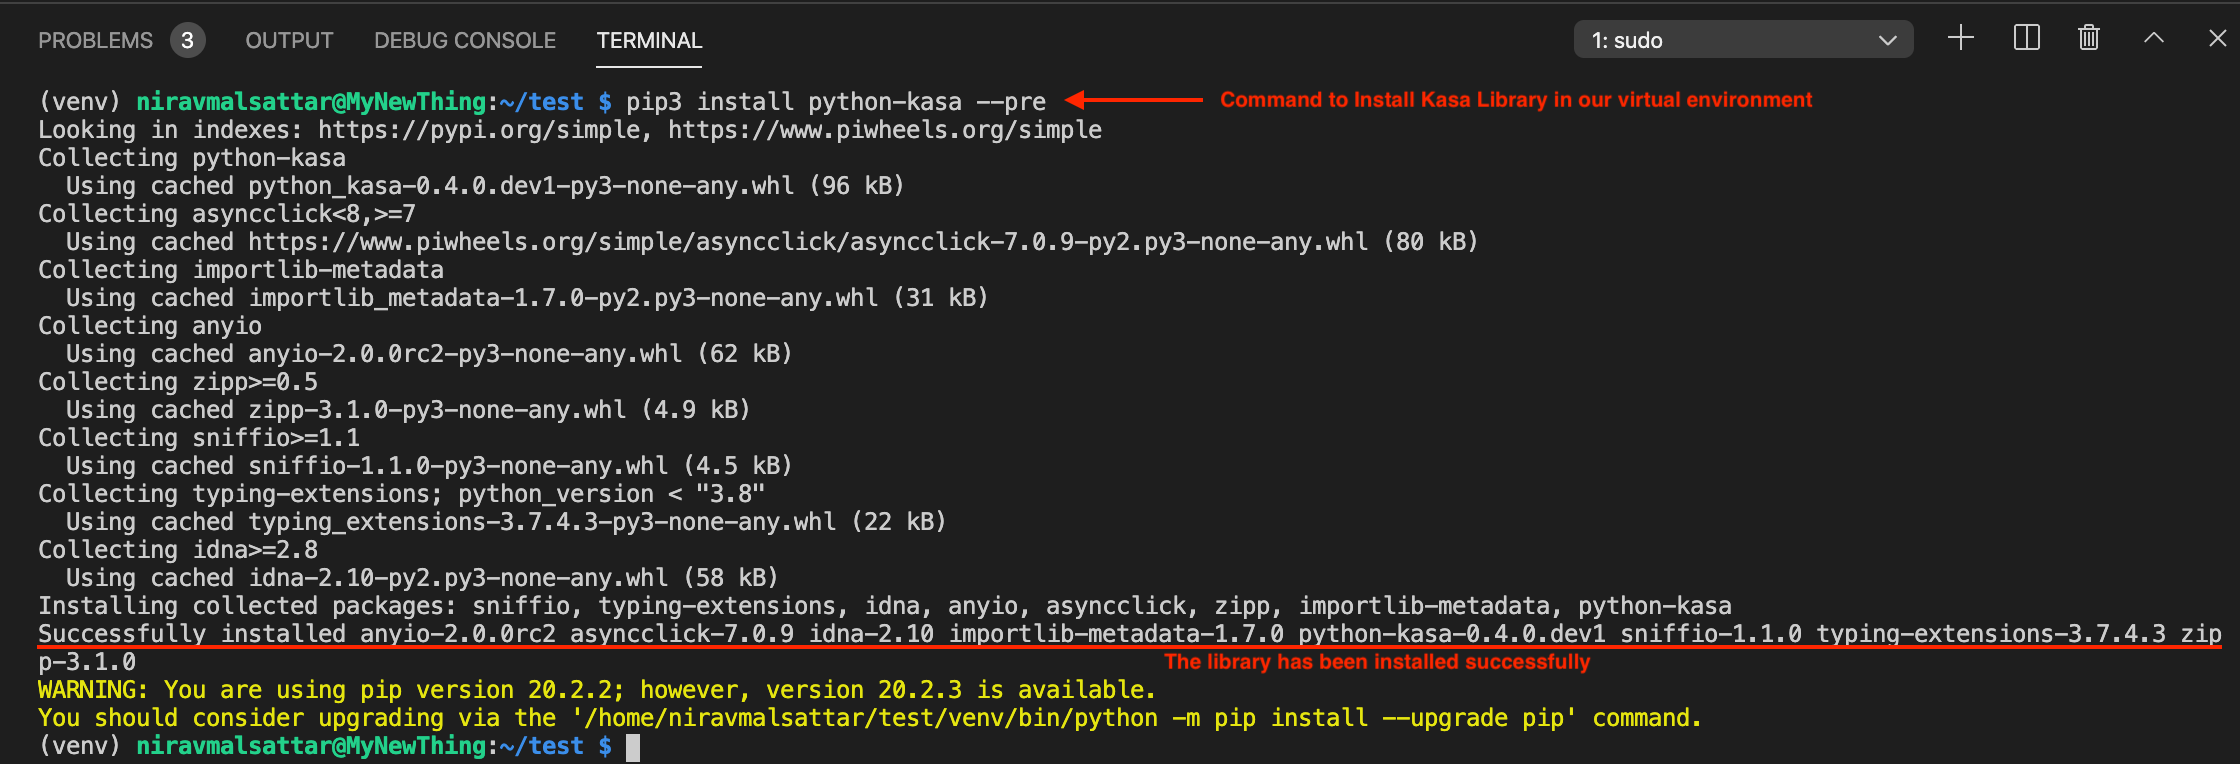 PROBLEMS 3 OUTPUT DEBUG CONSOLE TERMINAL 1: sudo
(venv) niravmalsattar@MyNewThing:~/test $ pip3 install python-kasa --pre Command to Install Kasa Library in our virtual environment
Looking in indexes: https://pypi.org/simple, https://www.piwheels.org/simple
Collecting python-kasa
  Using cached python_kasa-0.4.0.dev1-py3-none-any.whl (96 kB)
Collecting asyncclick<8,>=7
  Using cached https://www.piwheels.org/simple/asyncclick/asyncclick-7.0.9-py2.py3-none-any.whl (80 kB)
Collecting importlib-metadata
  Using cached importlib_metadata-1.7.0-py2.py3-none-any.whl (31 kB)
Collecting anyio
  Using cached anyio-2.0.0rc2-py3-none-any.whl (62 kB)
Collecting zipp>=0.5
  Using cached zipp-3.1.0-py3-none-any.whl (4.9 kB)
Collecting sniffio>=1.1
  Using cached sniffio-1.1.0-py3-none-any.whl (4.5 kB)
Collecting typing-extensions; python_version < "3.8"
  Using cached typing_extensions-3.7.4.3-py3-none-any.whl (22 kB)
Collecting idna>=2.8
  Using cached idna-2.10-py2.py3-none-any.whl (58 kB)
Installing collected packages: sniffio, typing-extensions, idna, anyio, asyncclick, zipp, importlib-metadata, python-kasa
Successfully installed anyio-2.0.0rc2 asyncclick-7.0.9 idna-2.10 importlib-metadata-1.7.0 python-kasa-0.4.0.dev1 sniffio-1.1.0 typing-extensions-3.7.4.3 zip
p-3.1.0 The library has been installed successfully
WARNING: You are using pip version 20.2.2; however, version 20.2.3 is available.
You should consider upgrading via the '/home/niravmalsattar/test/venv/bin/python -m pip install --upgrade pip' command.
(venv) niravmalsattar@MyNewThing:~/test $